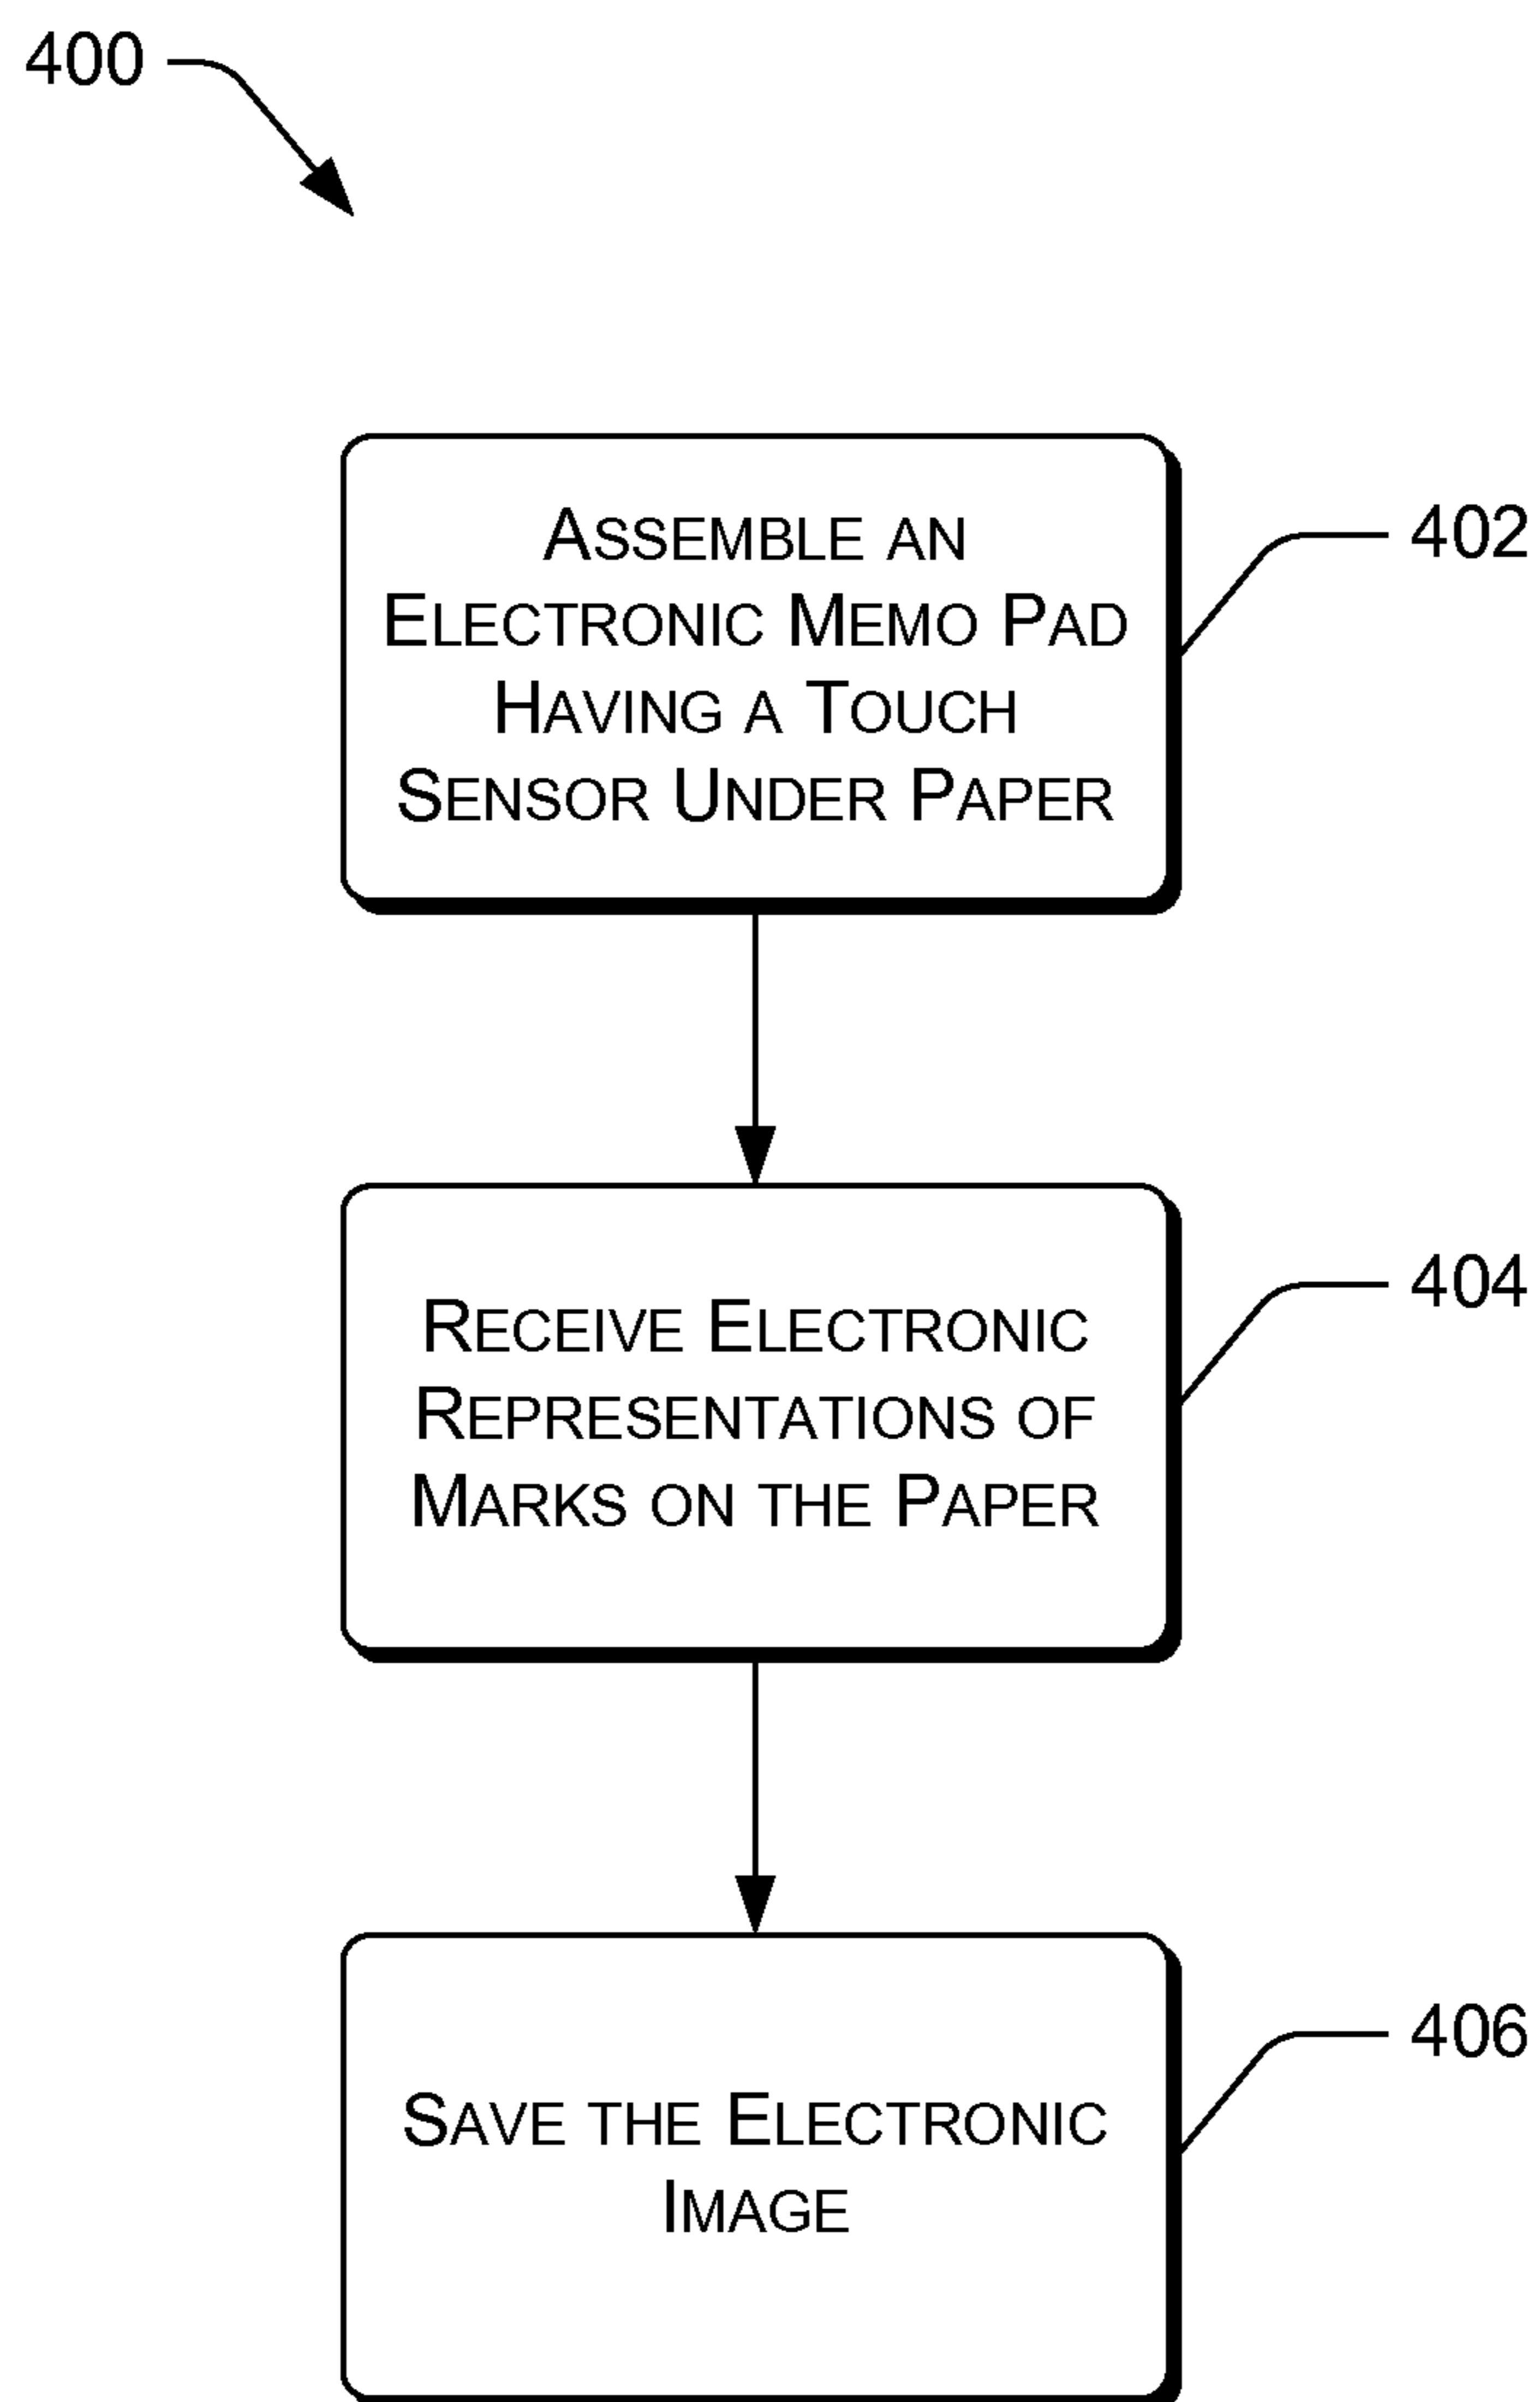 400
Assemble an
Electronic Memo Pad
Having a Touch
Sensor Under Paper
402
Receive Electronic
Representations of
Marks on the Paper
404
Save the Electronic
Image
406